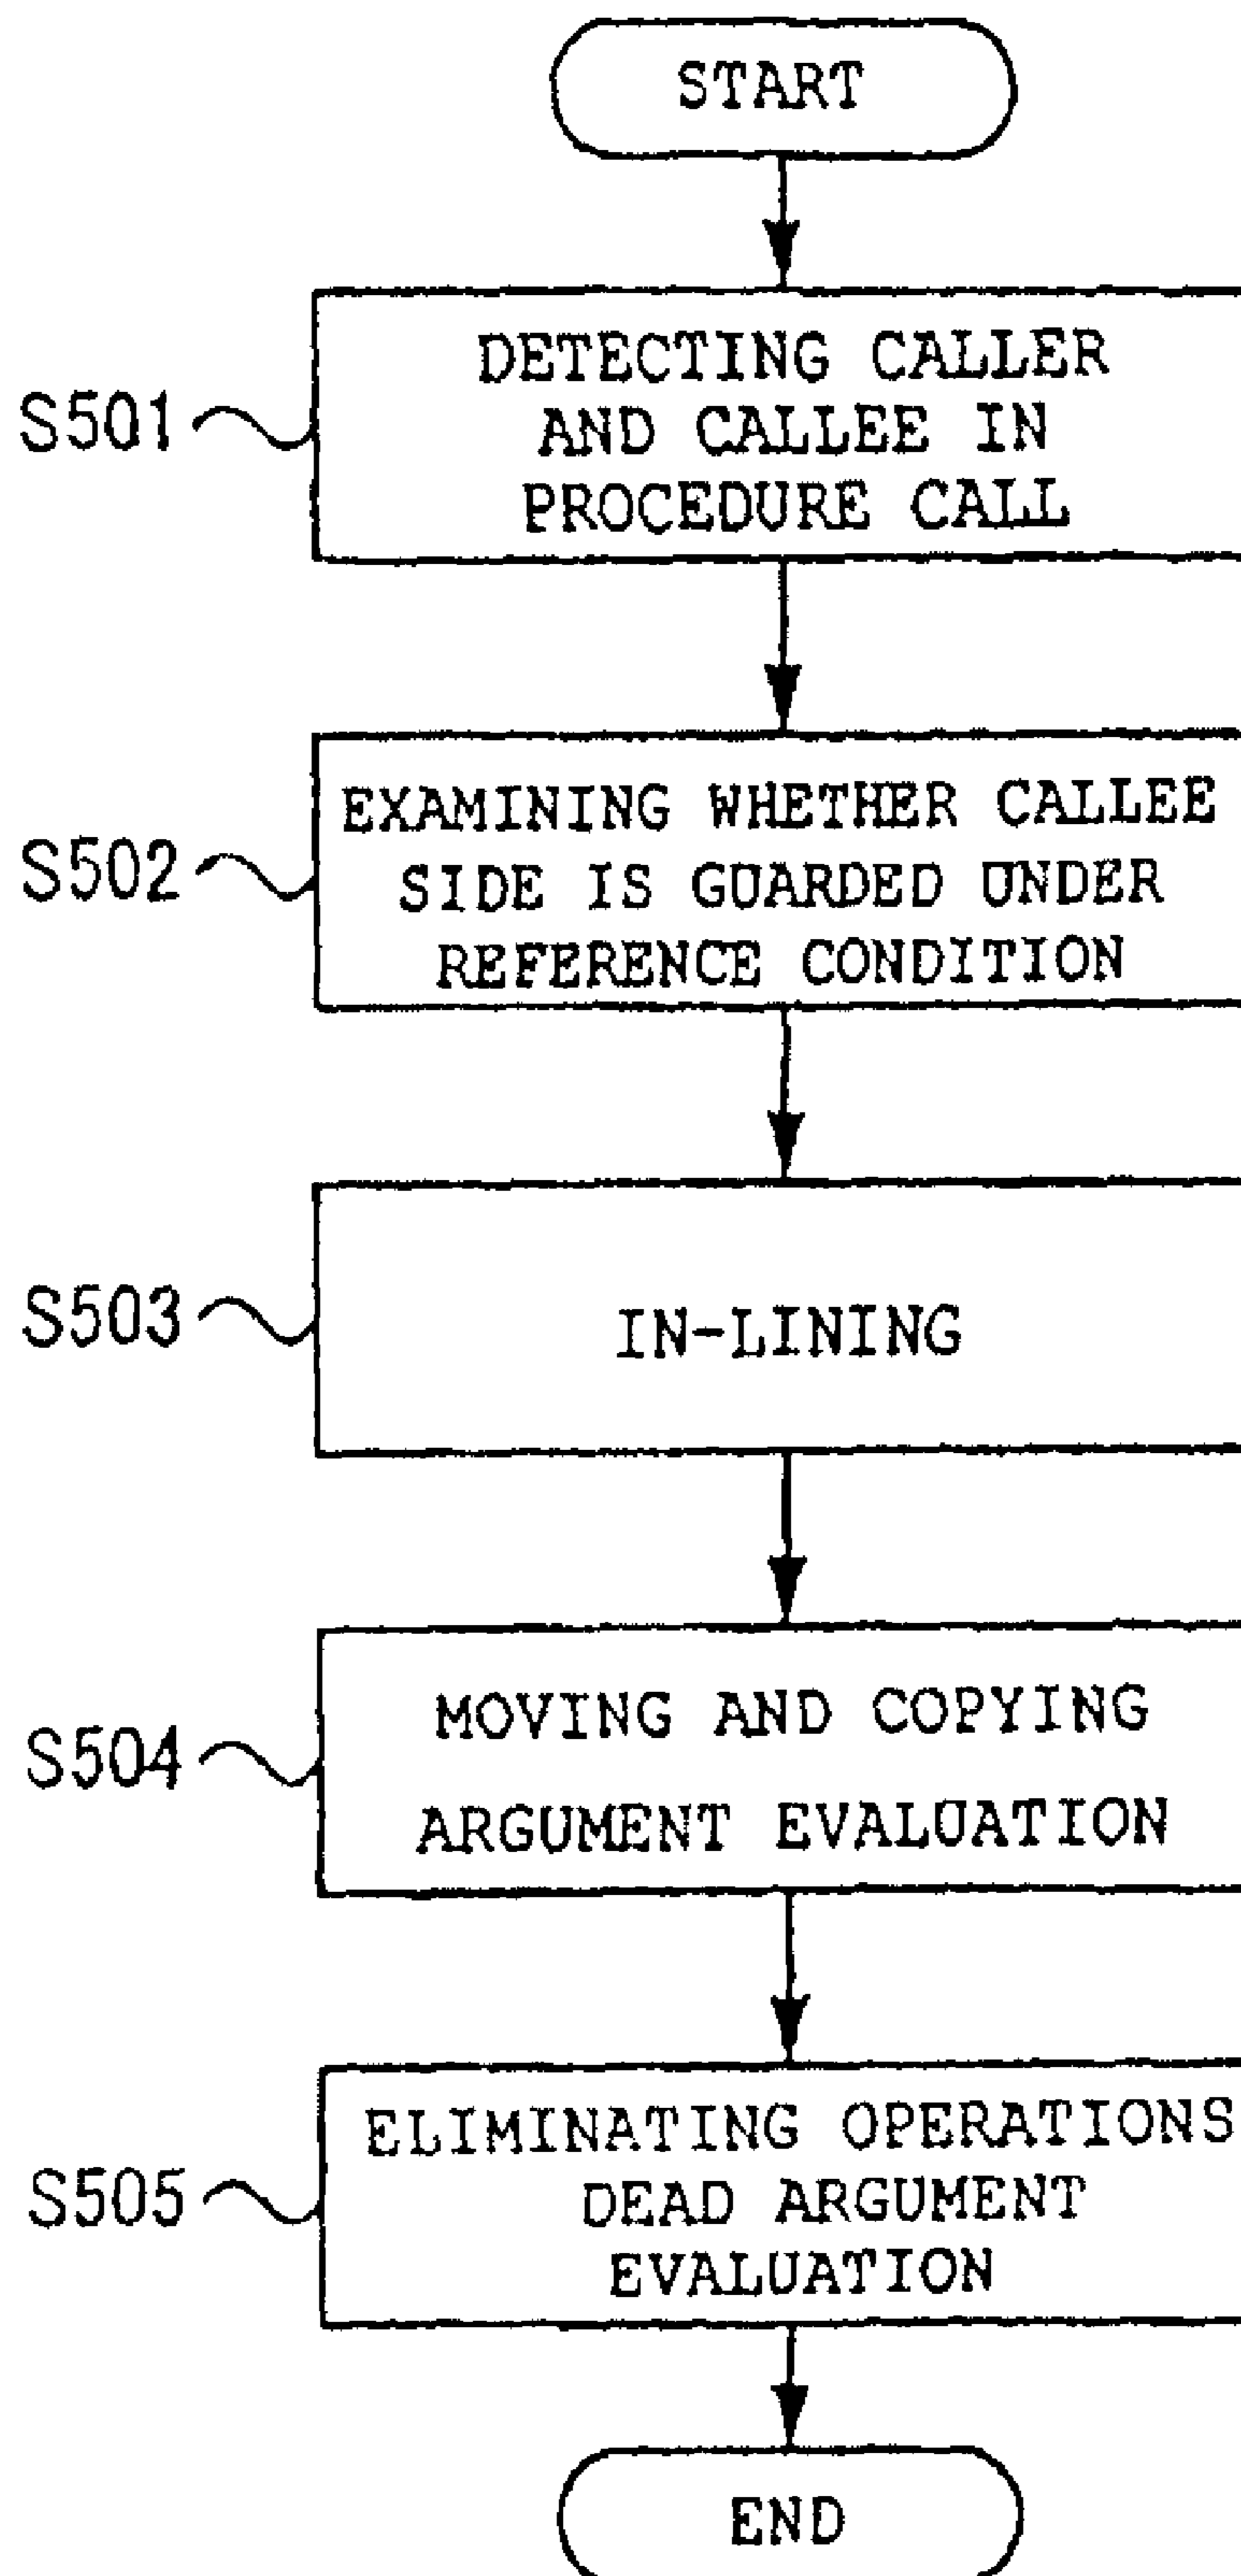 START
S501
DETECTING CALLER
AND CALLEE IN
PROCEDURE CALL
S502
EXAMINING WHETHER CALLEE
SIDE IS GUARDED UNDER
REFERENCE CONDITION
S503
IN-LINING
S504
MOVING AND COPYING
ARGUMENT EVALUATION
S505
ELIMINATING OPERATIONS
DEAD ARGUMENT
EVALUATION
END